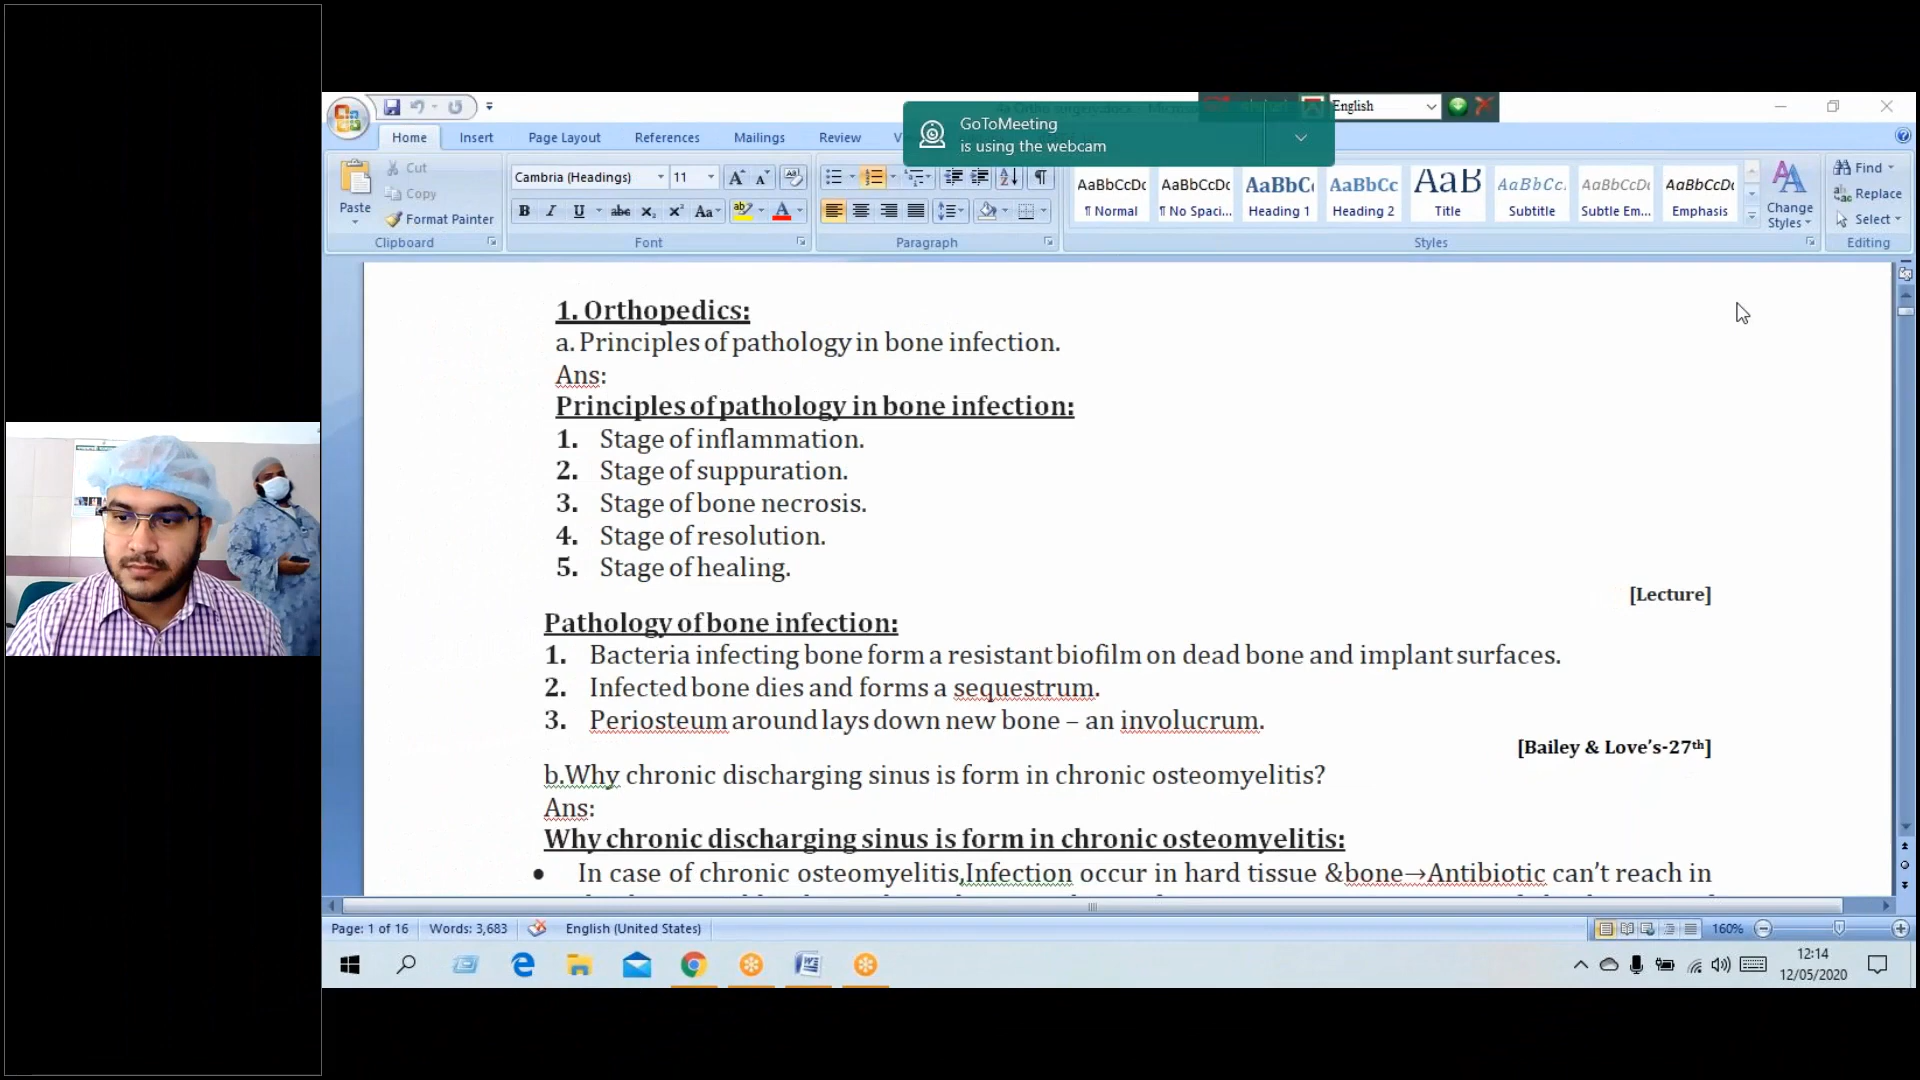 English
GoToMeeting
is using the webcam
Home Insert Page Layout References Mailings Review
Paste
Cut
Copy
Format Painter
Clipboard
Cambria (Headings) 11
Font
Paragraph
AaBbCcDc AaBbCcDc AaBbC AaBbCc AaB AaBbCc. AaBbCcDc AaBbCcDc
¶ Normal ¶ No Spaci... Heading 1 Heading 2 Title Subtitle Subtle Em... Emphasis
Styles
Change
Styles
Find
Replace
Select
Editing
1. Orthopedics:
a. Principles of pathology in bone infection.
Ans:
Principles of pathology in bone infection:
1. Stage of inflammation.
2. Stage of suppuration.
3. Stage of bone necrosis.
4. Stage of resolution.
5. Stage of healing.
[Lecture]
Pathology of bone infection:
1. Bacteria infecting bone form a resistant biofilm on dead bone and implant surfaces.
2. Infected bone dies and forms a sequestrum.
3. Periosteum around lays down new bone – an involucrum.
[Bailey & Love's-27th]
b.Why chronic discharging sinus is form in chronic osteomyelitis?
Ans:
Why chronic discharging sinus is form in chronic osteomyelitis:
• In case of chronic osteomyelitis,Infection occur in hard tissue &bone→Antibiotic can't reach in
Page: 1 of 16 Words: 3,683 English (United States) 160%
12:14
12/05/2020